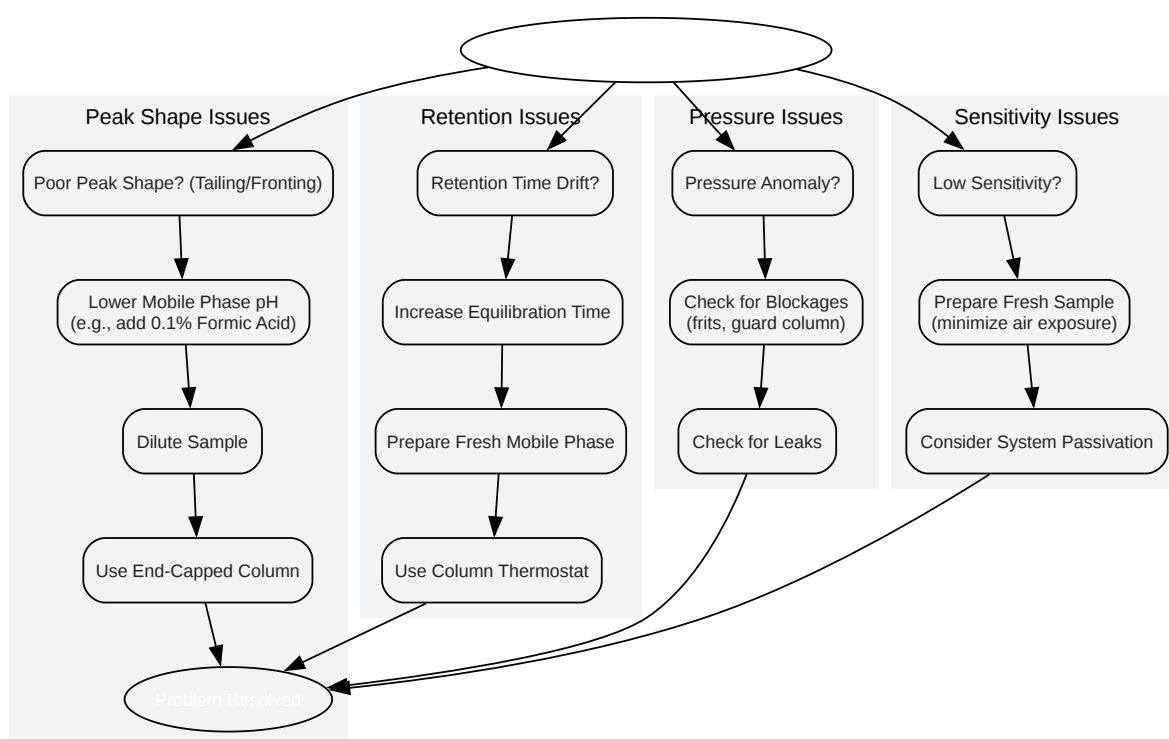 Peak Shape Issues
Retention Issues
Pressure Issues
Sensitivity Issues
Poor Peak Shape? (Tailing/Fronting)
Retention Time Drift?
Pressure Anomaly?
Low Sensitivity?
Lower Mobile Phase pH
(e.g., add 0.1% Formic Acid)
Increase Equilibration Time
Check for Blockages
(frits, guard column)
Prepare Fresh Sample
(minimize air exposure)
Dilute Sample
Prepare Fresh Mobile Phase
Check for Leaks
Consider System Passivation
Use End-Capped Column
Use Column Thermostat
Problem Resolved